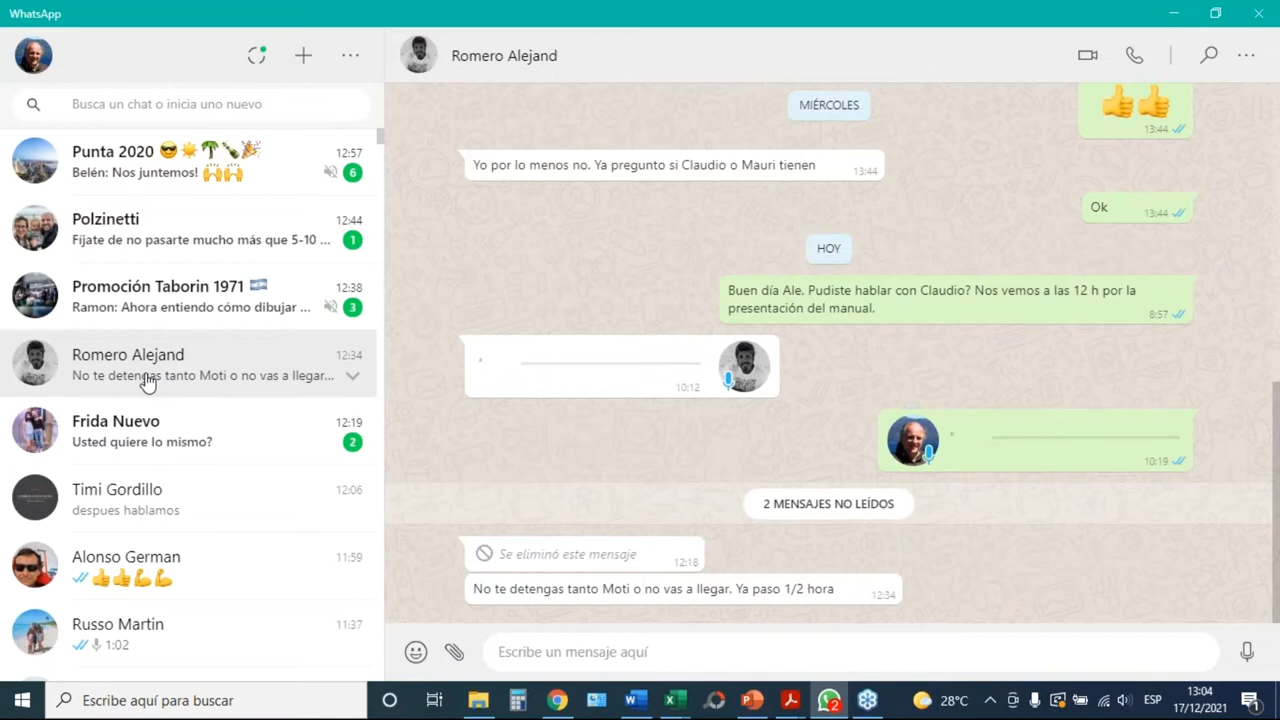 WhatsApp
Busca un chat o inicia uno nuevo
Punta 2020 😎☀️🌴🍾🎉 12:57
Belén: Nos juntemos! 🙌🙌 6
Polzinetti 12:44
Fíjate de no pasarte mucho más que 5-10 ... 1
Promoción Taborin 1971 🇦🇷 12:38
Ramon: Ahora entiendo cómo dibujar ... 3
Romero Alejand 12:34
No te detengas tanto Moti o no vas a llegar...
Frida Nuevo 12:19
Usted quiere lo mismo? 2
Timi Gordillo 12:06
despues hablamos
Alonso German 11:59
👍👍💪💪
Russo Martin 11:37
1:02
Romero Alejand
MIÉRCOLES
👍👍
13:44
Yo por lo menos no. Ya pregunto si Claudio o Mauri tienen
13:44
Ok
13:44
HOY
Buen día Ale. Pudiste hablar con Claudio? Nos vemos a las 12 h por la
presentación del manual.
8:57
10:12
10:19
2 MENSAJES NO LEÍDOS
Se eliminó este mensaje
12:18
No te detengas tanto Moti o no vas a llegar. Ya paso 1/2 hora
12:34
Escribe un mensaje aquí
Escribe aquí para buscar
2
28°C
ESP
13:04
17/12/2021
1